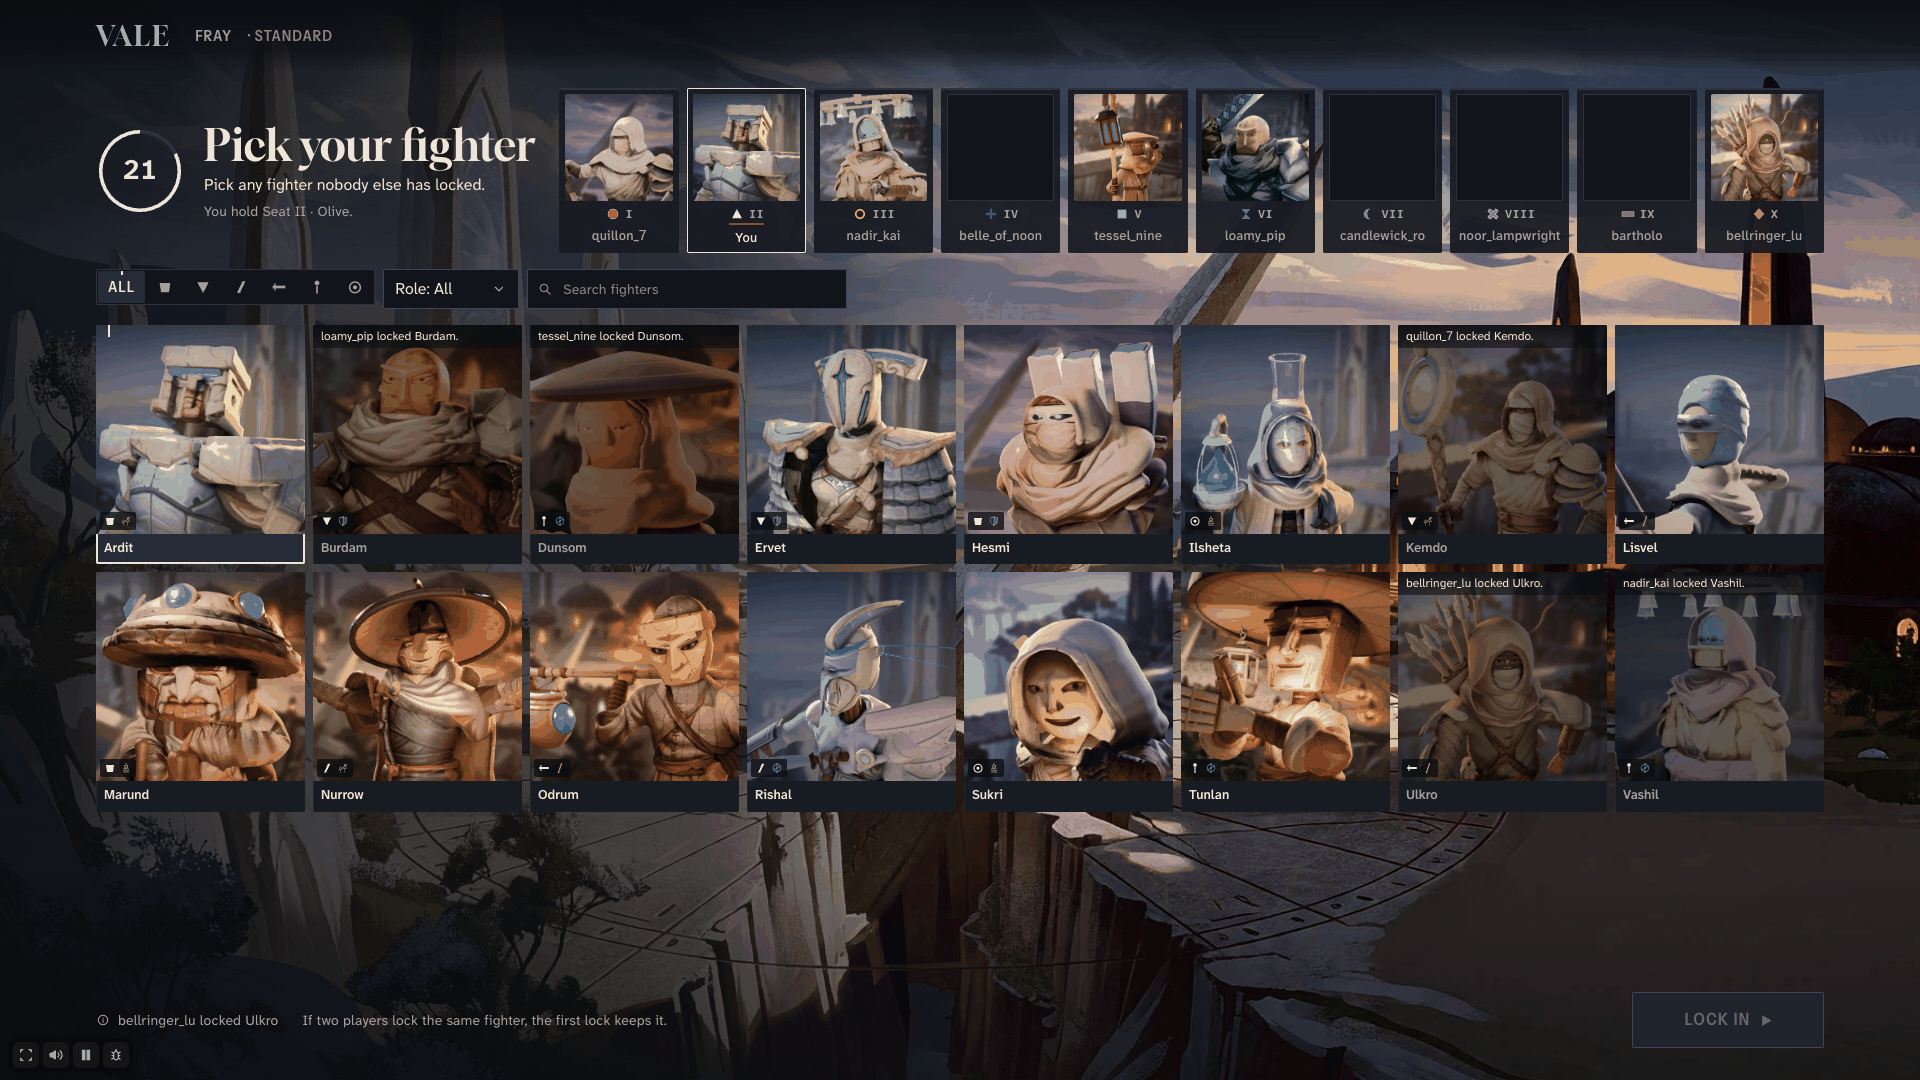 VALE FRAY · STANDARD
21
Pick your fighter
Pick any fighter nobody else has locked.
You hold Seat II · Olive.
I
quillon_7
II
You
III
nadir_kai
IV
belle_of_noon
V
tessel_nine
VI
loamy_pip
VII
candlewick_ro
VIII
noor_lampwright
IX
bartholo
X
bellringer_lu
ALL
Role: All
Search fighters
Ardit
loamy_pip locked Burdam.
Burdam
tessel_nine locked Dunsom.
Dunsom
Ervet
Hesmi
Ilsheta
quillon_7 locked Kemdo.
Kemdo
Lisvel
Marund
Nurrow
Odrum
Rishal
Sukri
Tunlan
bellringer_lu locked Ulkro.
Ulkro
nadir_kai locked Vashil.
Vashil
bellringer_lu locked Ulkro
If two players lock the same fighter, the first lock keeps it.
LOCK IN